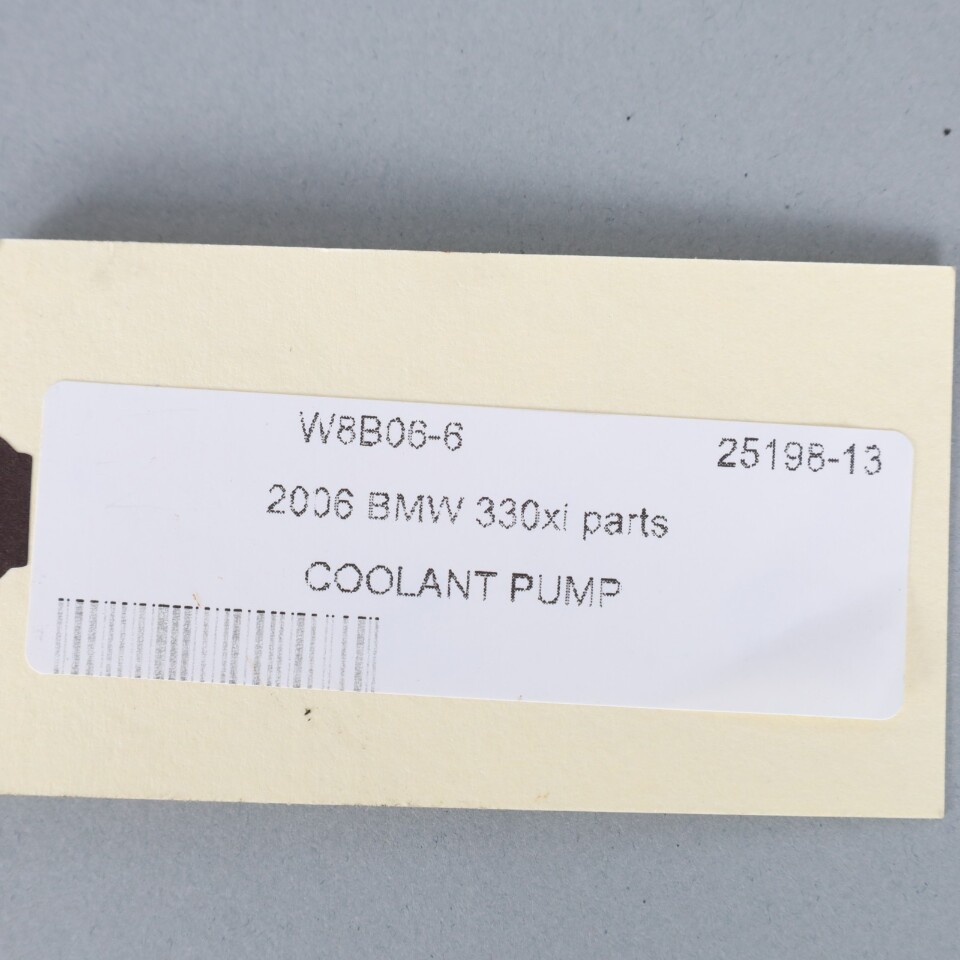 W8B06-6 25198-13
2006 BMW 330xi parts
COOLANT PUMP